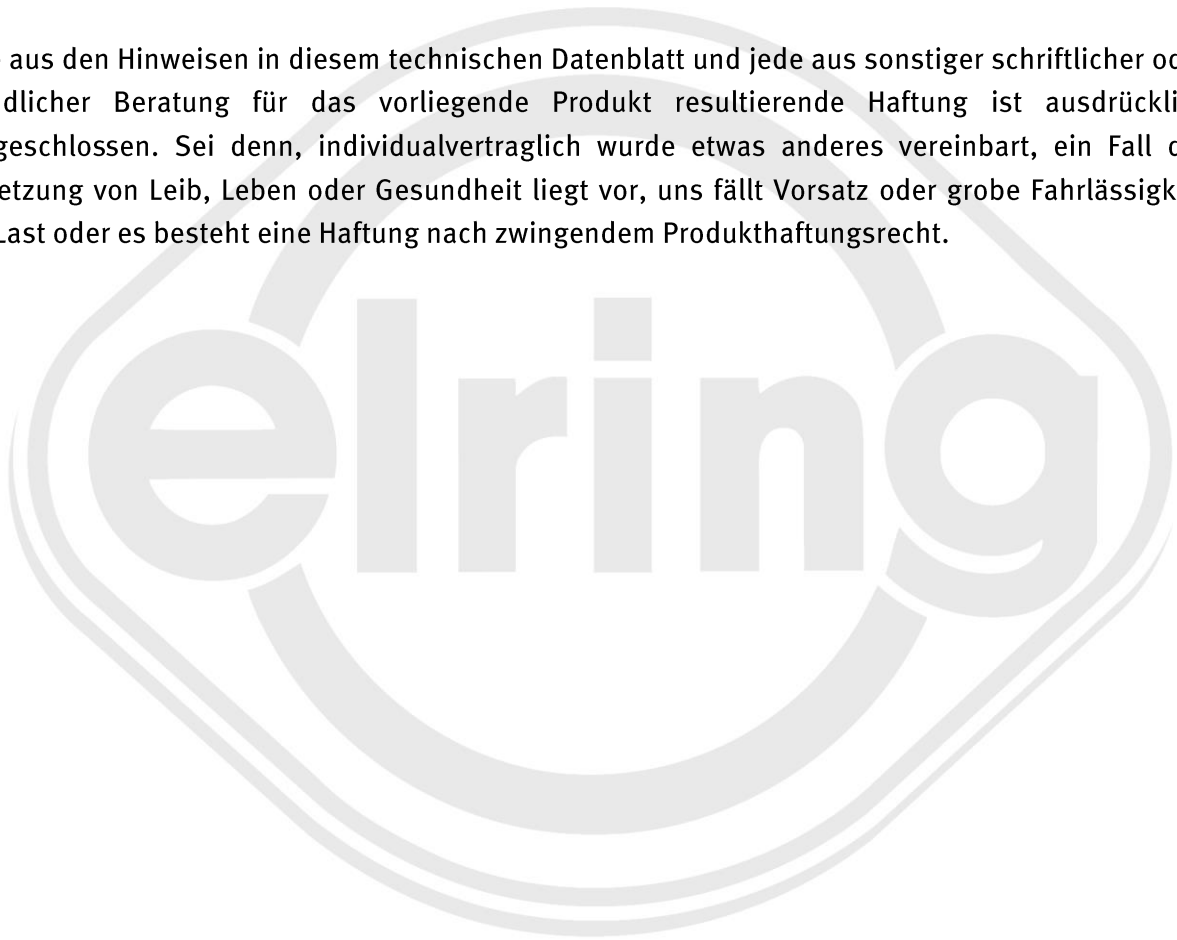 aus den Hinweisen in diesem technischen Datenblatt und jede aus sonstiger schriftlicher od
dlicher Beratung für das vorliegende Produkt resultierende Haftung ist ausdrückli
geschlossen. Sei denn, individualvertraglich wurde etwas anderes vereinbart, ein Fall d
etzung von Leib, Leben oder Gesundheit liegt vor, uns fällt Vorsatz oder grobe Fahrlässigk
Last oder es besteht eine Haftung nach zwingendem Produkthaftungsrecht.
elring